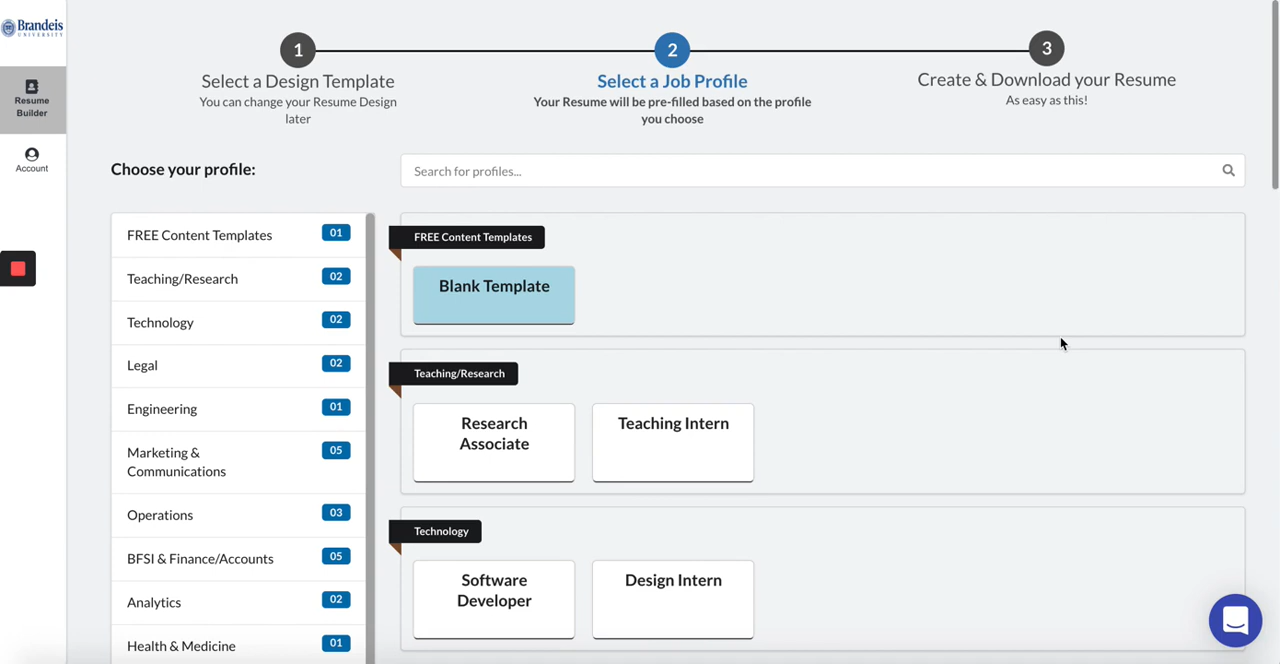 Brandeis
UNIVERSITY
Resume
Builder
Account
1
Select a Design Template
You can change your Resume Design
later
2
Select a Job Profile
Your Resume will be pre-filled based on the profile
you choose
3
Create & Download your Resume
As easy as this!
Choose your profile:
Search for profiles...
FREE Content Templates 01
Teaching/Research 02
Technology 02
Legal 02
Engineering 01
Marketing &
Communications 05
Operations 03
BFSI & Finance/Accounts 05
Analytics 02
Health & Medicine 01
FREE Content Templates
Blank Template
Teaching/Research
Research
Associate
Teaching Intern
Technology
Software
Developer
Design Intern